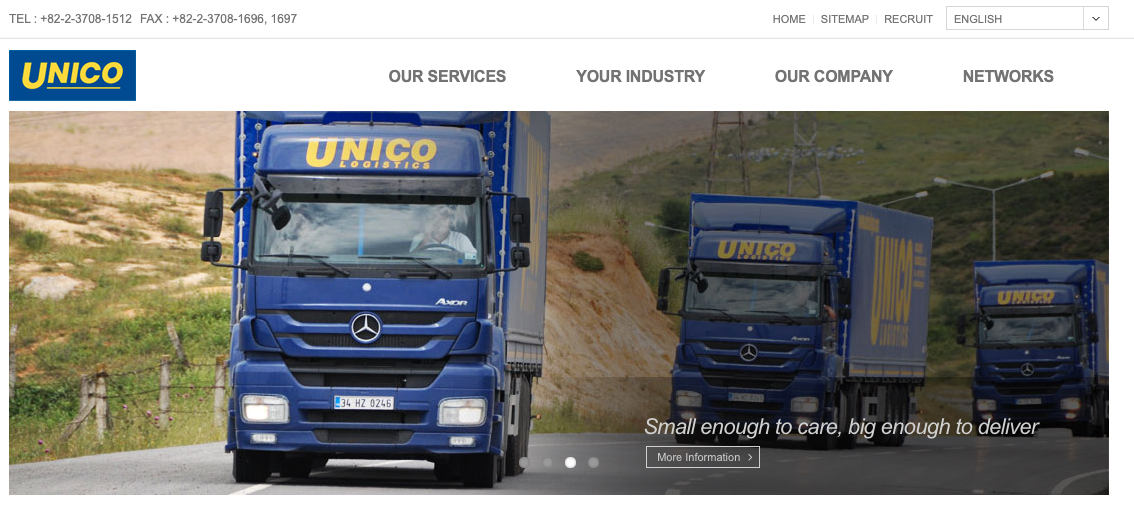 TEL : +82-2-3708-1512 FAX : +82-2-3708-1696, 1697
HOME | SITEMAP | RECRUIT ENGLISH
UNICO
OUR SERVICES YOUR INDUSTRY OUR COMPANY NETWORKS
UNICO
LOGISTICS
UNICO
LOGISTICS
UNICO
LOGISTICS
UNICO
LOGISTICS
AXOR
34 HZ 0246
Small enough to care, big enough to deliver
More Information >